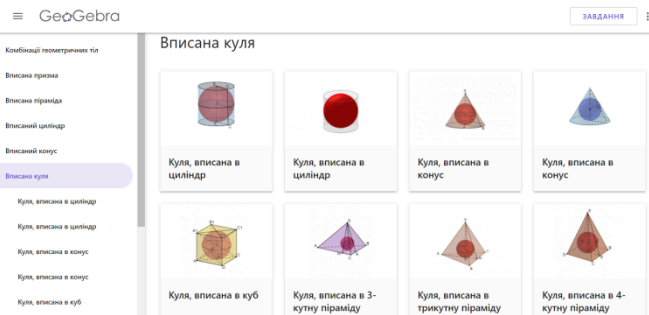 GeoGebra
ЗАВДАННЯ
Комбінації геометричних тіл
Вписана призма
Вписана піраміда
Вписаний циліндр
Вписаний конус
Вписана куля
Куля, вписана в циліндр
Куля, вписана в циліндр
Куля, вписана в конус
Куля, вписана в конус
Куля, вписана в куб
Вписана куля
Куля, вписана в
циліндр
Куля, вписана в
циліндр
Куля, вписана в
конус
Куля, вписана в
конус
Куля, вписана в куб
Куля, вписана в 3-
кутну піраміду
Куля, вписана в
трикутну піраміду
Куля, вписана в 4-
кутну піраміду